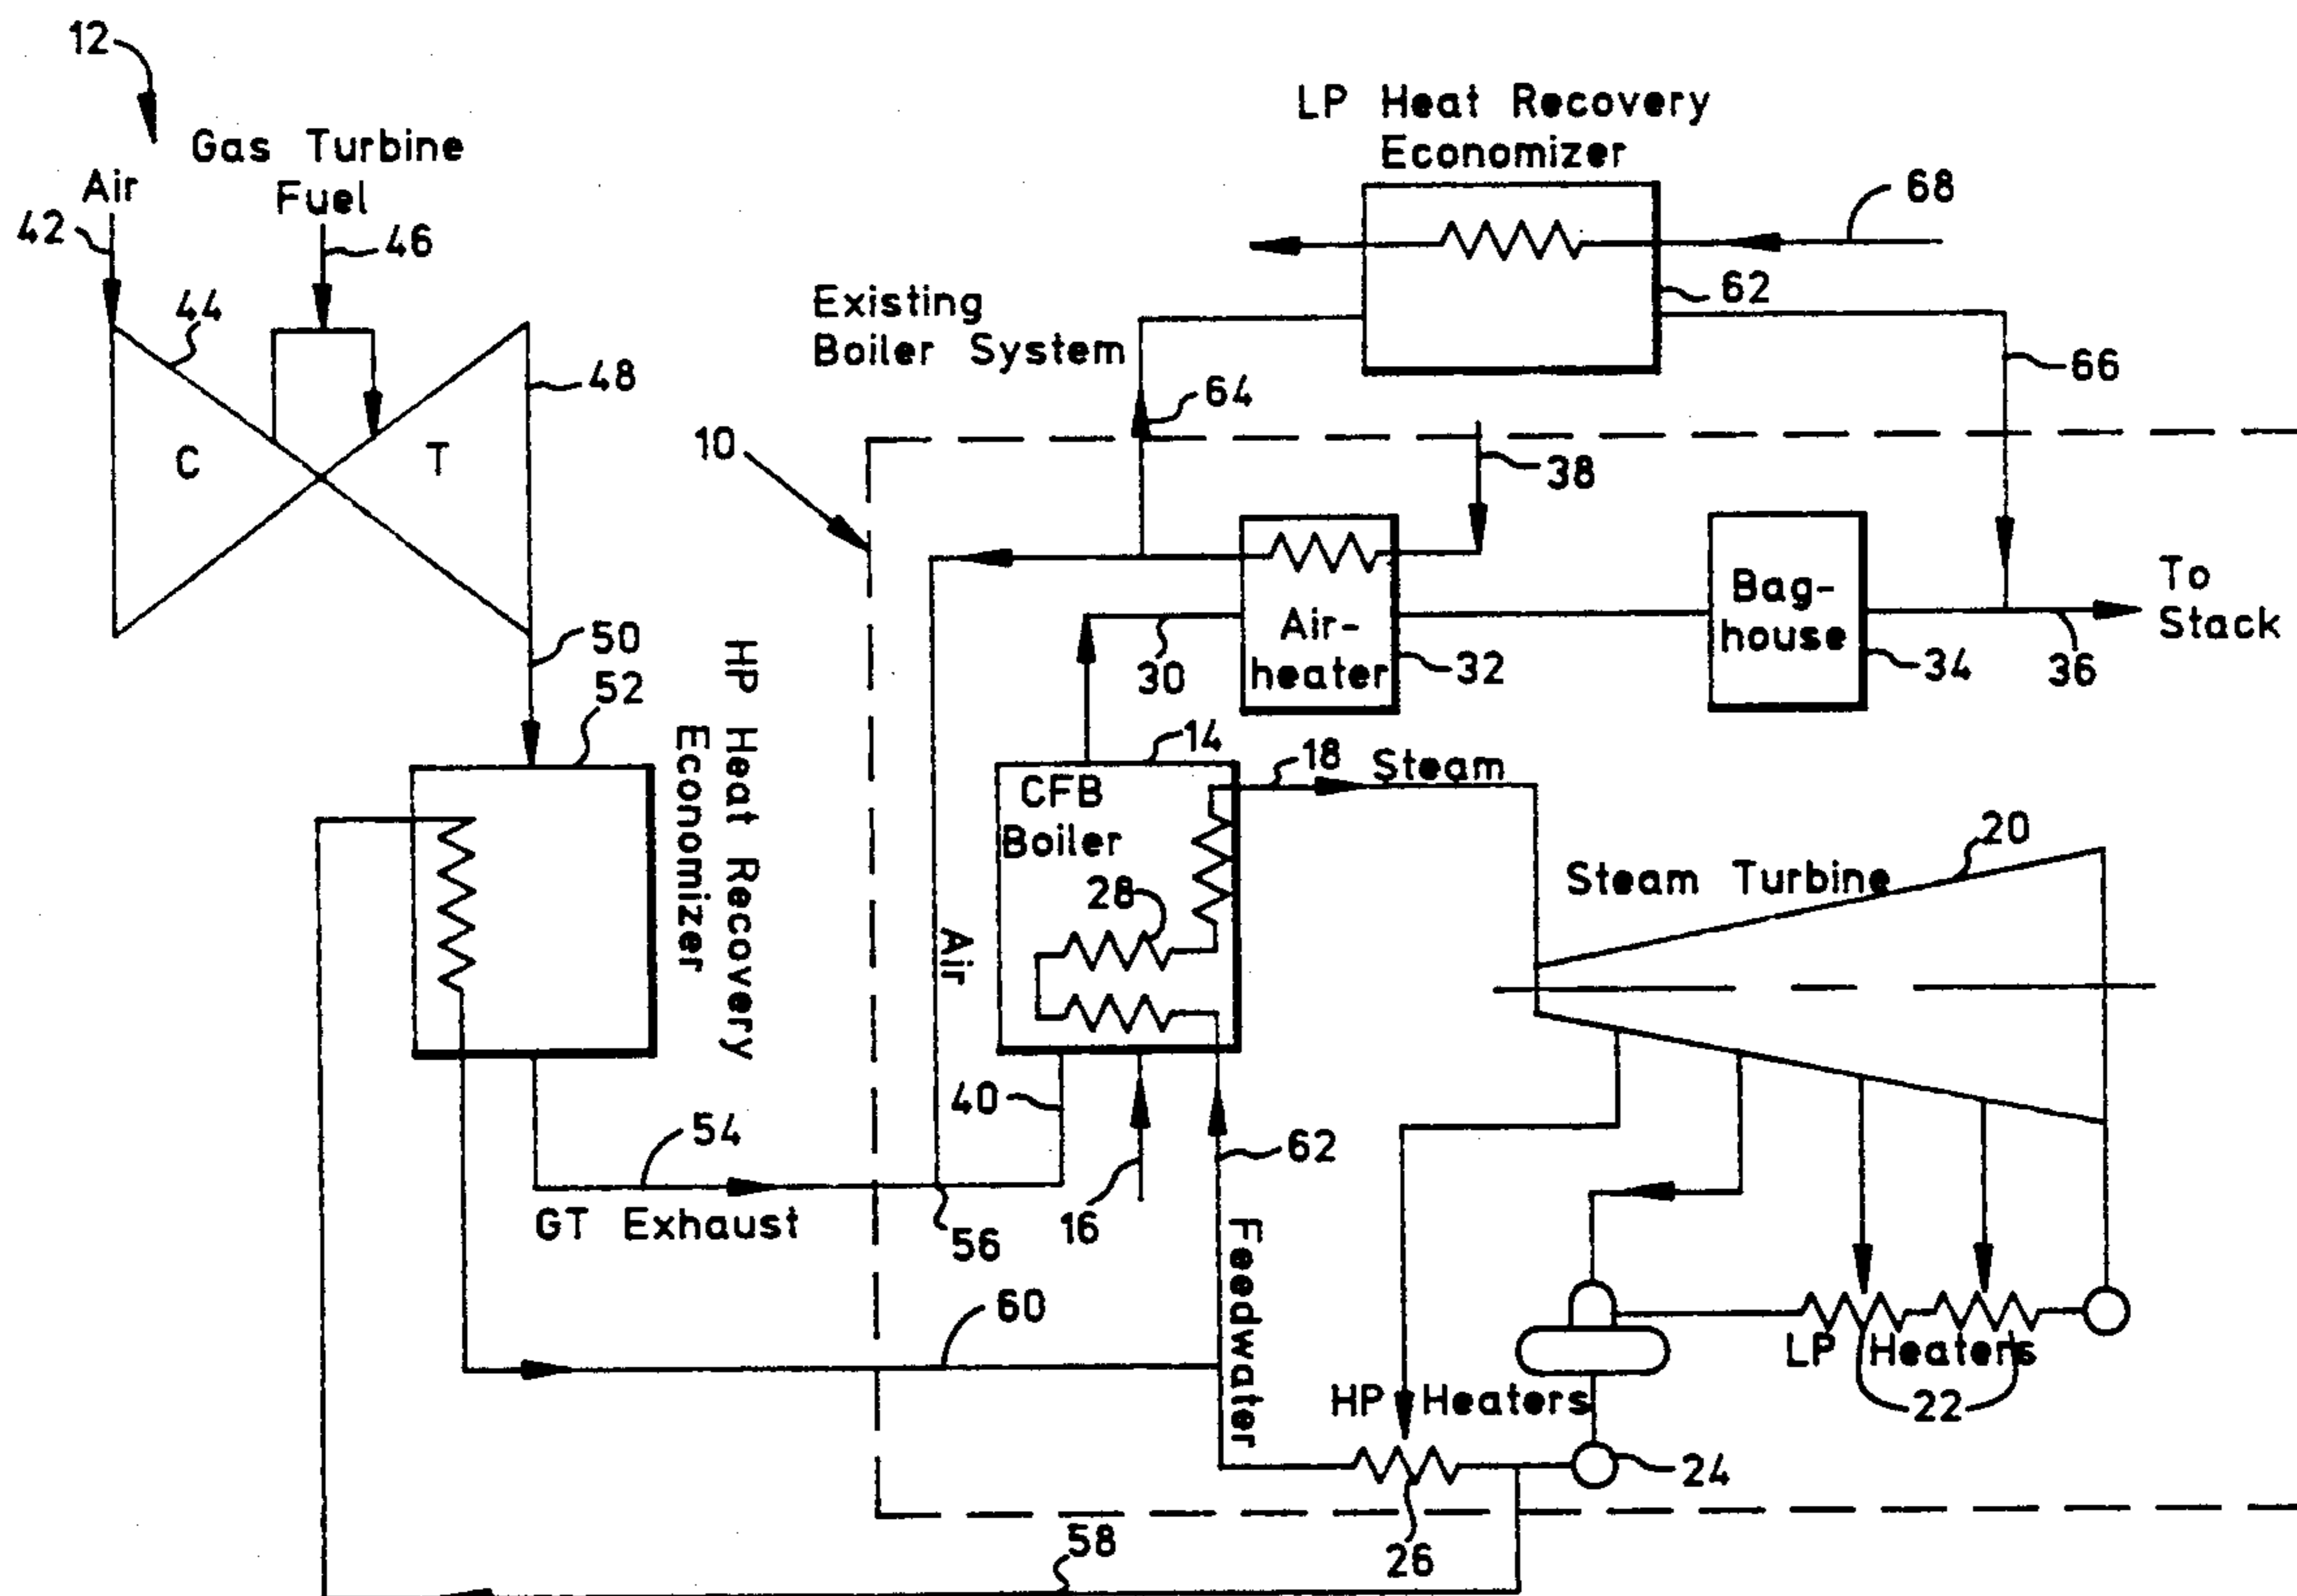 12
Gas Turbine
Fuel
Air
42
46
44
48
C
T
50
52
HP Heat Recovery
Economizer
54
GT Exhaust
56
60
58
LP Heat Recovery
Economizer
68
62
Existing
Boiler System
64
66
10
38
Air-
heater
30
32
Bag-
house
34
36
To
Stack
14
CFB
Boiler
28
18
Steam
Air
40
16
62
Feedwater
Steam Turbine
20
LP Heaters
22
HP Heaters
24
26